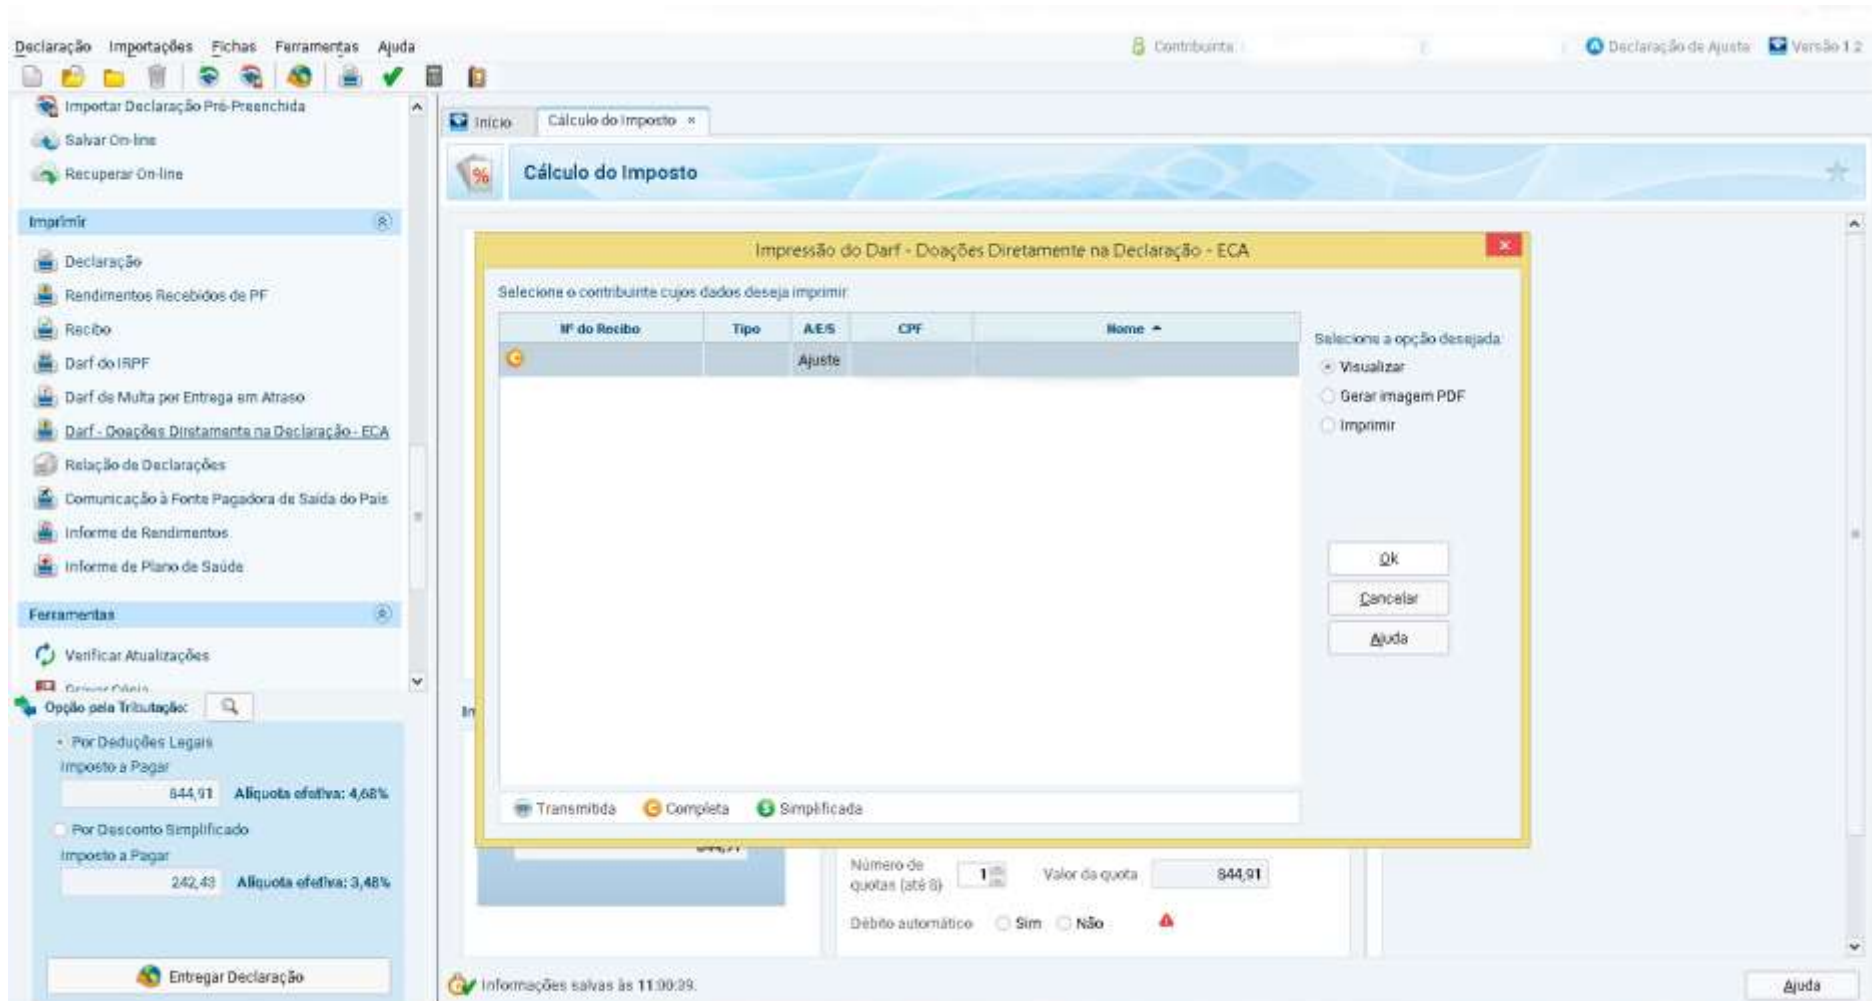 Declaração Importações Fichas Ferramentas Ajuda
Contribuinte
Declaração de Ajuste
Versão 1.2
Importar Declaração Pré-Preenchida
Salvar On-line
Recuperar On-line
Imprimir
Declaração
Rendimentos Recebidos de PF
Recibo
Darf do IRPF
Darf de Multa por Entrega em Atraso
Darf - Doações Diretamente na Declaração - ECA
Relação de Declarações
Comunicação à Fonte Pagadora de Saída do País
Informe de Rendimentos
Informe de Plano de Saúde
Ferramentas
Verificar Atualizações
Opção pela Tributação:
Por Deduções Legais
Imposto a Pagar
844,91 Alíquota efetiva: 4,68%
Por Desconto Simplificado
Imposto a Pagar
242,43 Alíquota efetiva: 3,48%
Entregar Declaração
Início Cálculo do Imposto
Cálculo do Imposto
Impressão do Darf - Doações Diretamente na Declaração - ECA
Selecione o contribuinte cujos dados deseja imprimir
Nº do Recibo Tipo A/E/S CPF Nome
Ajuste
Selecione a opção desejada
Visualizar
Gerar imagem PDF
Imprimir
Ok
Cancelar
Ajuda
Transmitida Completa Simplificada
Número de
quotas (até 8) 1 Valor da quota 844,91
Débito automático Sim Não
Informações salvas às 11:00:39.
Ajuda